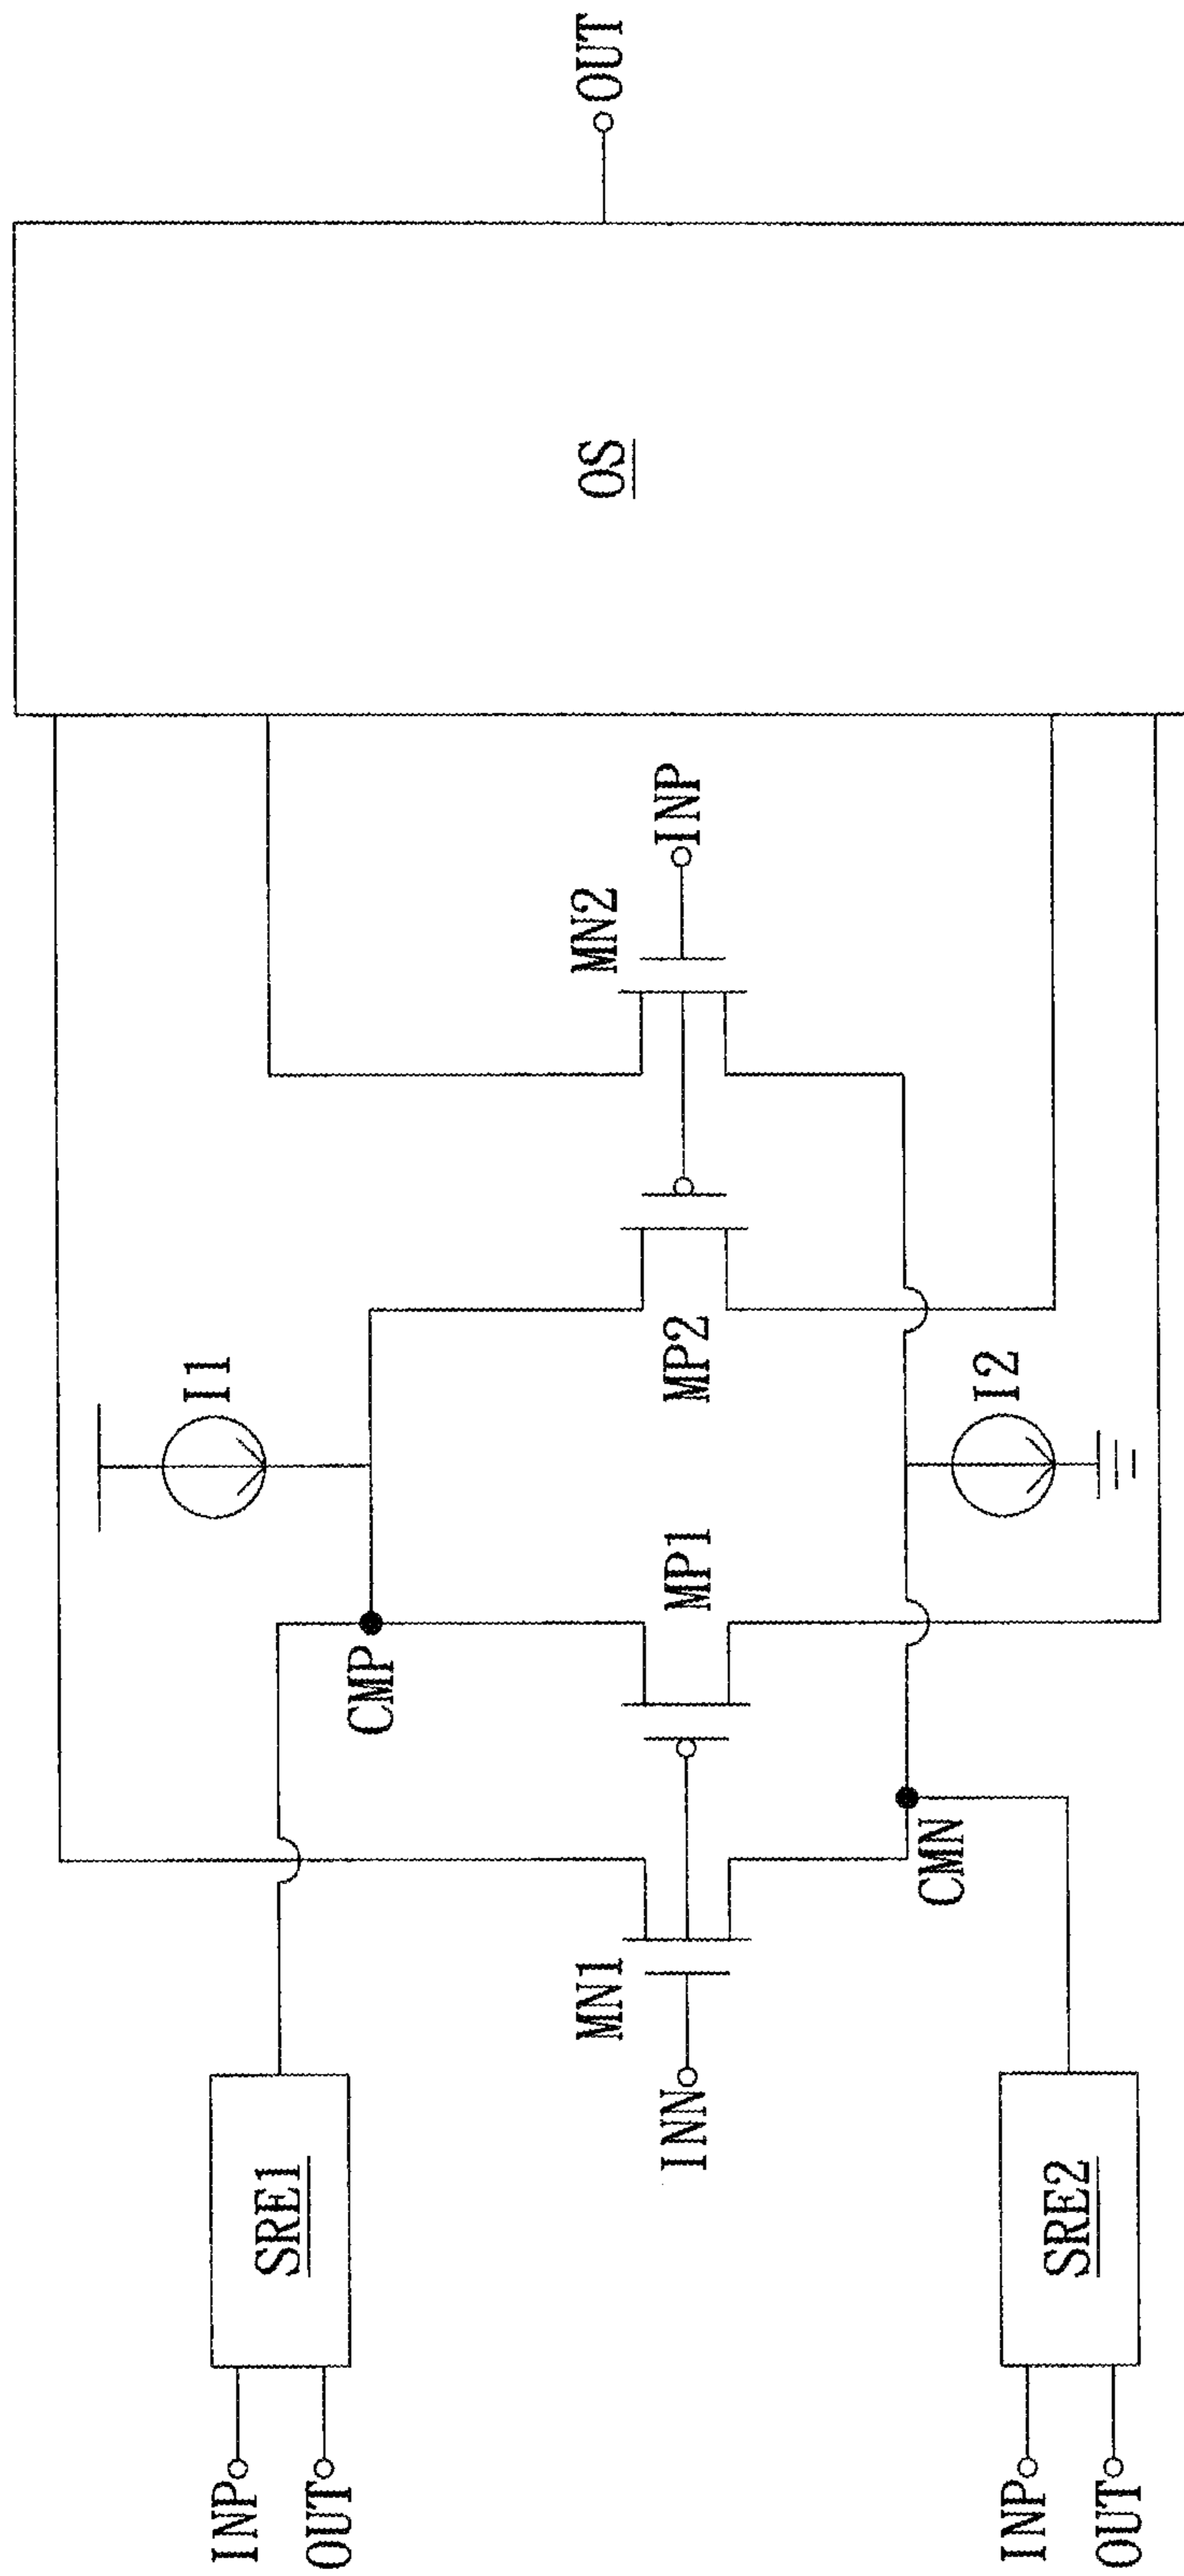 INP
OUT
SRE1
INP
OUT
SRE2
INN
MN1
CMP
CMN
MP1
I1
I2
MP2
MN2
INP
OS
OUT